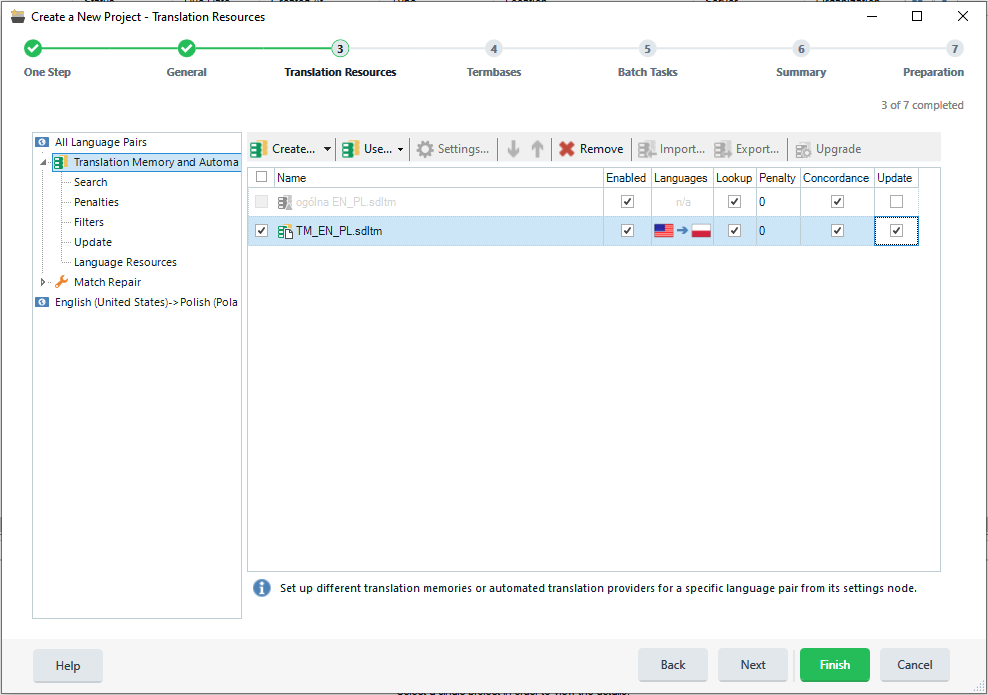 Create a New Project - Translation Resources
3 4 5 6 7
One Step General Translation Resources Termbases Batch Tasks Summary Preparation
3 of 7 completed
All Language Pairs
Translation Memory and Automa
Search
Penalties
Filters
Update
Language Resources
Match Repair
English (United States)->Polish (Pola
Create... Use... Settings... Remove Import... Export... Upgrade
Name Enabled Languages Lookup Penalty Concordance Update
ogólna EN_PL.sdltm n/a 0
TM_EN_PL.sdltm 0
Set up different translation memories or automated translation providers for a specific language pair from its settings node.
Help Back Next Finish Cancel